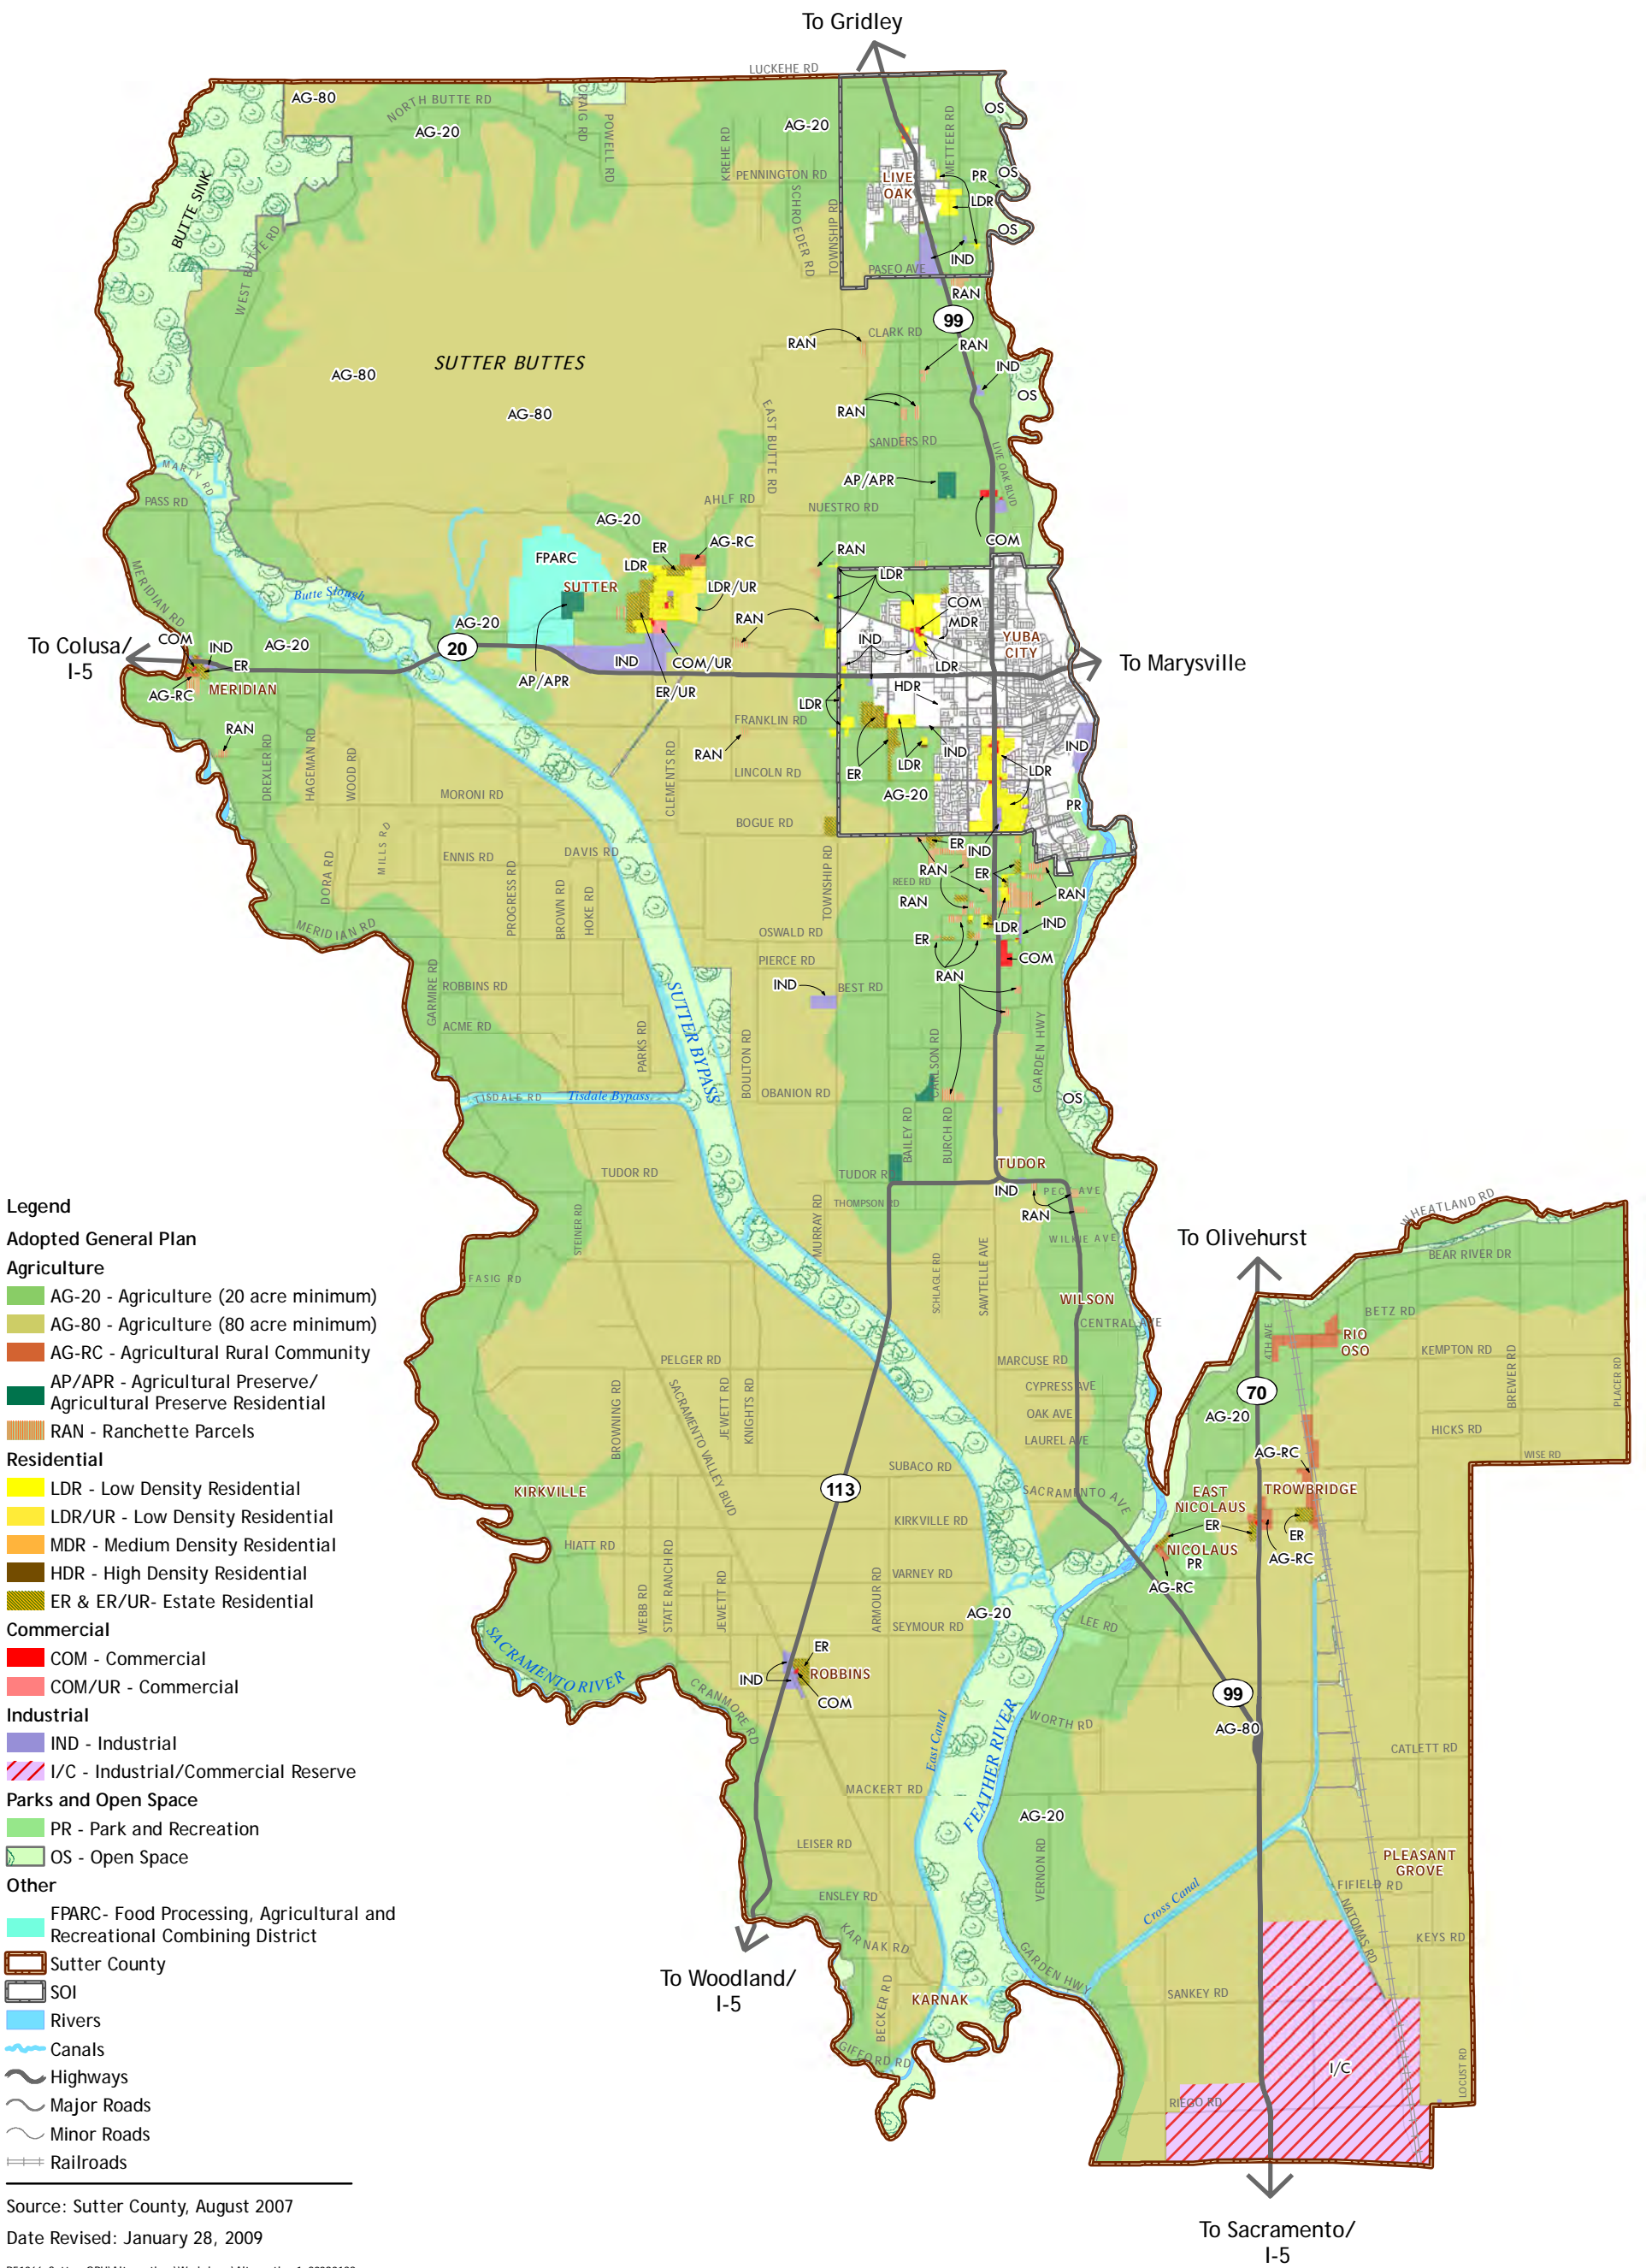 To Gridley
LUCKEHE RD
AG-80
NORTH BUTTE RD
AG-20
CRAIG RD
POWELL RD
KREHE RD
AG-20
METTEER RD
OS
BUTTE SINK
PENNINGTON RD
SCHROEDER RD
TOWNSHIP RD
LIVE
OAK
PR
OS
LDR
OS
WEST BUTTE RD
IND
PASEO AVE
RAN
99
SUTTER BUTTES
AG-80
AG-80
RAN
CLARK RD
RAN
IND
OS
RAN
EAST BUTTE RD
SANDERS RD
LIVE OAK BLVD
MARTY RD
PASS RD
AP/APR
AHLF RD
NUESTRO RD
COM
AG-20
FPARC
SUTTER
ER
AG-RC
LDR
LDR/UR
RAN
LDR
COM
MDR
YUBA
CITY
MERIDIAN RD
Butte Slough
AG-20
20
RAN
IND
LDR
To Colusa/
I-5
COM
IND
ER
AG-20
AG-RC
MERIDIAN
AP/APR
IND
COM/UR
ER/UR
To Marysville
HDR
LDR
RAN
FRANKLIN RD
RAN
IND
IND
LDR
ER
LDR
DREXLER RD
HAGEMAN RD
WOOD RD
CLEMENTS RD
LINCOLN RD
AG-20
PR
MORONI RD
BOGUE RD
ER
IND
DORA RD
MILLS RD
ENNIS RD
DAVIS RD
PROGRESS RD
BROWN RD
HOKE RD
TOWNSHIP RD
RAN
ER
REED RD
RAN
RAN
LDR
IND
MERIDIAN RD
OSWALD RD
ER
COM
PIERCE RD
RAN
GARMIRE RD
ROBBINS RD
IND
BEST RD
ACME RD
SUTTER BYPASS
PARKS RD
BOULTON RD
CARLSON RD
GARDEN HWY
TISDALE RD
Tisdale Bypass
OBANION RD
OS
BAILEY RD
BURCH RD
TUDOR RD
TUDOR RD
TUDOR
THOMPSON RD
IND
PECK AVE
RAN
STEINER RD
MURRAY RD
WILKIE AVE
FASIG RD
SCHLAGLE RD
SAWTELLE AVE
WILSON
CENTRAL AVE
To Olivehurst
WHEATLAND RD
BEAR RIVER DR
BETZ RD
4TH AVE
RIO
OSO
KEMPTON RD
BREWER RD
PLACER RD
70
AG-20
HICKS RD
WISE RD
PELGER RD
BROWNING RD
SACRAMENTO VALLEY BLVD
JEWETT RD
KNIGHTS RD
MARCUSE RD
CYPRESS AVE
OAK AVE
LAUREL AVE
SUBACO RD
SACRAMENTO AVE
KIRKVILLE
113
KIRKVILLE RD
AG-RC
TROWBRIDGE
EAST
NICOLAUS
ER
ER
NICOLAUS
PR
AG-RC
AG-RC
HIATT RD
WEBB RD
STATE RANCH RD
JEWETT RD
ARMOUR RD
VARNEY RD
AG-20
SEYMOUR RD
LEE RD
SACRAMENTO RIVER
ER
IND
ROBBINS
COM
CRANMORE RD
East Canal
FEATHER RIVER
WORTH RD
99
AG-80
CATLETT RD
MACKERT RD
AG-20
LEISER RD
VERNON RD
PLEASANT
GROVE
ENSLEY RD
Cross Canal
FIFIELD RD
NATOMAS RD
KEYS RD
KARNAK RD
GARDEN HWY
To Woodland/
I-5
KARNAK
BECKER RD
SANKEY RD
GIFFORD RD
I/C
RIEGO RD
LOCUST RD
To Sacramento/
I-5
Legend
Adopted General Plan
Agriculture
AG-20 - Agriculture (20 acre minimum)
AG-80 - Agriculture (80 acre minimum)
AG-RC - Agricultural Rural Community
AP/APR - Agricultural Preserve/
Agricultural Preserve Residential
RAN - Ranchette Parcels
Residential
LDR - Low Density Residential
LDR/UR - Low Density Residential
MDR - Medium Density Residential
HDR - High Density Residential
ER & ER/UR- Estate Residential
Commercial
COM - Commercial
COM/UR - Commercial
Industrial
IND - Industrial
I/C - Industrial/Commercial Reserve
Parks and Open Space
PR - Park and Recreation
OS - Open Space
Other
FPARC- Food Processing, Agricultural and
Recreational Combining District
Sutter County
SOI
Rivers
Canals
Highways
Major Roads
Minor Roads
Railroads
Source: Sutter County, August 2007
Date Revised: January 28, 2009